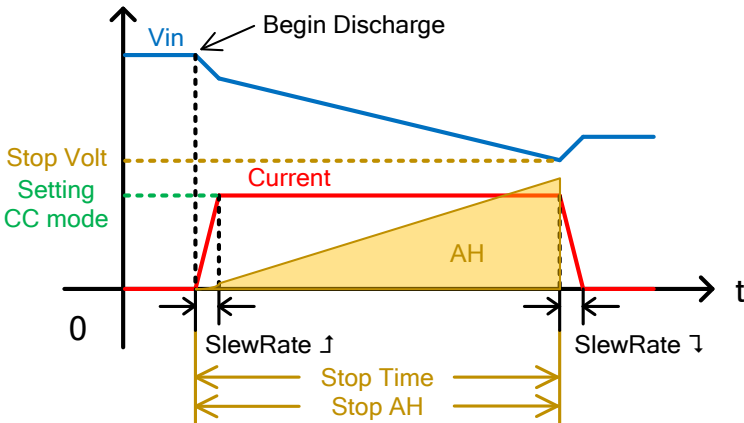 Begin Discharge
Vin
Stop Volt
Setting
CC mode
Current
AH
t
0
SlewRate
SlewRate
Stop Time
Stop AH